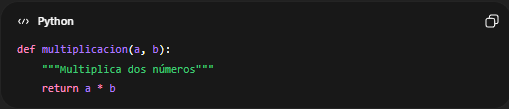 </> Python
def multiplicacion(a, b):
    """Multiplica dos números"""
    return a * b